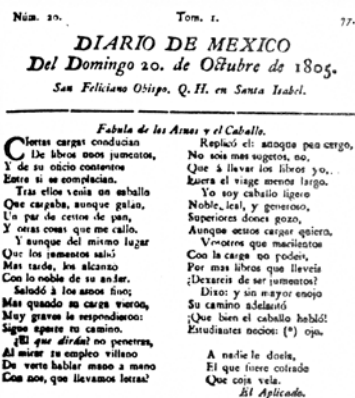 Núm. 20.
Tom. 1.
77.
DIARIO DE MEXICO
Del Domingo 20. de Octubre de 1805.
San Feliciano Obispo. Q. H. en Santa Isabel.
Fabula de los Asnos y el Caballo.
Ciertas cargas conducian
De libros unos jumentos,
Y de su oficio contentos
Entre si se complacian.
Tras ellos venia un caballo
Que cargaba, aunque galán,
Un par de cestos de pan,
Y otras cosas que me callo.
Y aunque del mismo lugar
Que los jumentos salió
Mas tarde, los alcanzó
Con lo noble de su andar.
Saludó á los asnos fino;
Mas quando su carga vieron,
Muy graves le respondieron:
Sigue aparte tu camino.
¿El que dirán? no penetras,
Al mirar tu empleo villano
De verte hablar mano a mano
Con nos, que llevamos letras?
Replicó el: aunque pan cargo,
No sois mas sugetos, no,
Que á llevar los libros yo,..
Fuera el viage menos largo.
Yo soy caballo ligero
Noble, leal, y generoso,
Superiores dones gozo,
Aunque estos cargar quiero.
Vosotros que macilentos
Con la carga no podeis,
Por mas libros que lleveis
¿Dexareis de ser jumentos?
Dixo: y sin mayor enojo
Su camino adelantó
¡Que bien el caballo habló!
Estudiantes necios: (*) ojo.
A nadie le duela,
El que fuere colrado
Que coja vela.
El Aplicado.